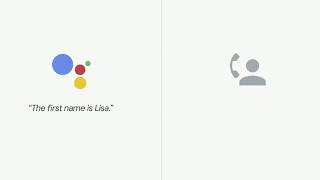 "The first name is Lisa."